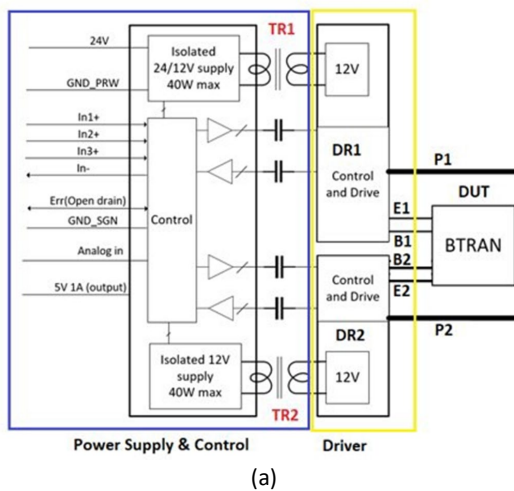 TR1
24V
Isolated
24/12V supply
40W max
12V
GND_PRW
In1+
In2+
In3+
In-
Err(Open drain)
GND_SGN
Analog in
5V 1A (output)
Control
DR1
Control
and Drive
P1
DUT
E1
B1
B2
E2
BTRAN
Control
and Drive
P2
DR2
Isolated 12V
supply
40W max
12V
TR2
Power Supply & Control
Driver
(a)